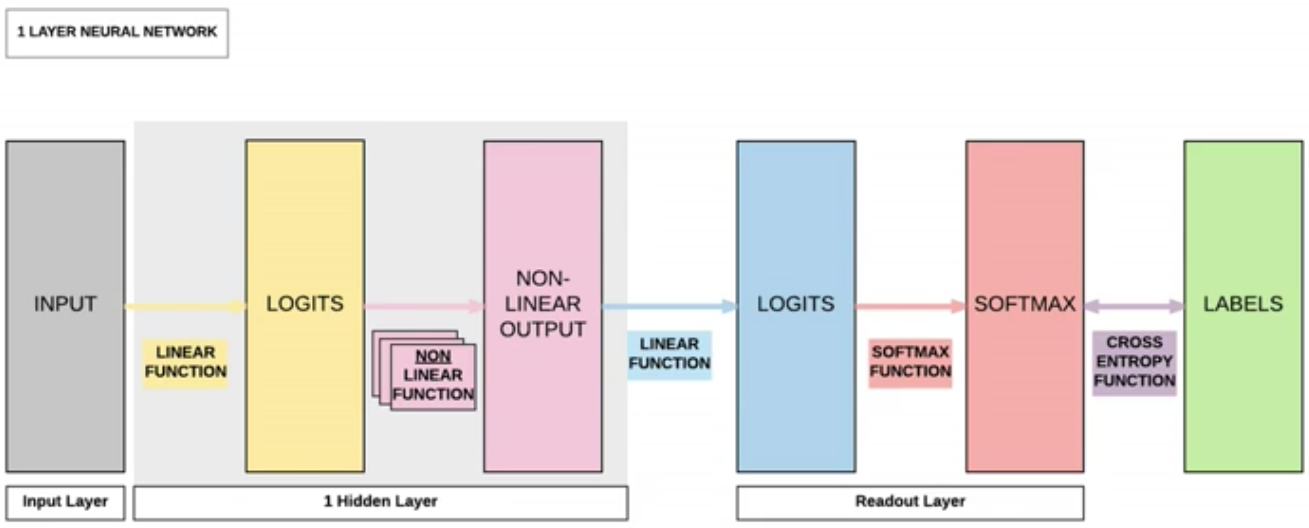 1 LAYER NEURAL NETWORK
INPUT
LINEAR
FUNCTION
LOGITS
NON
LINEAR
FUNCTION
NON-
LINEAR
OUTPUT
LINEAR
FUNCTION
LOGITS
SOFTMAX
FUNCTION
SOFTMAX
CROSS
ENTROPY
FUNCTION
LABELS
Input Layer
1 Hidden Layer
Readout Layer